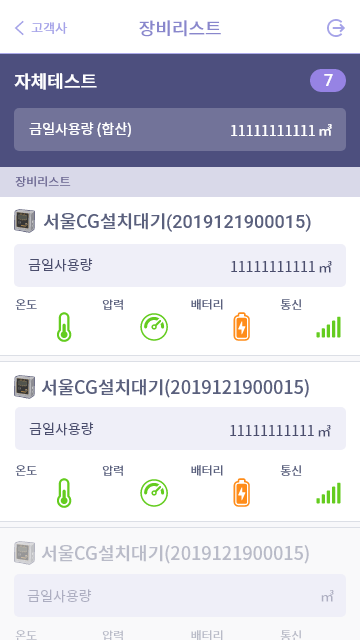 고객사 장비리스트
자체테스트 7
금일사용량 (합산) 11111111111 ㎥
장비리스트
서울CG설치대기(2019121900015)
금일사용량 11111111111 ㎥
온도 압력 배터리 통신
서울CG설치대기(2019121900015)
금일사용량 11111111111 ㎥
온도 압력 배터리 통신
서울CG설치대기(2019121900015)
금일사용량 ㎥
온도 압력 배터리 통신